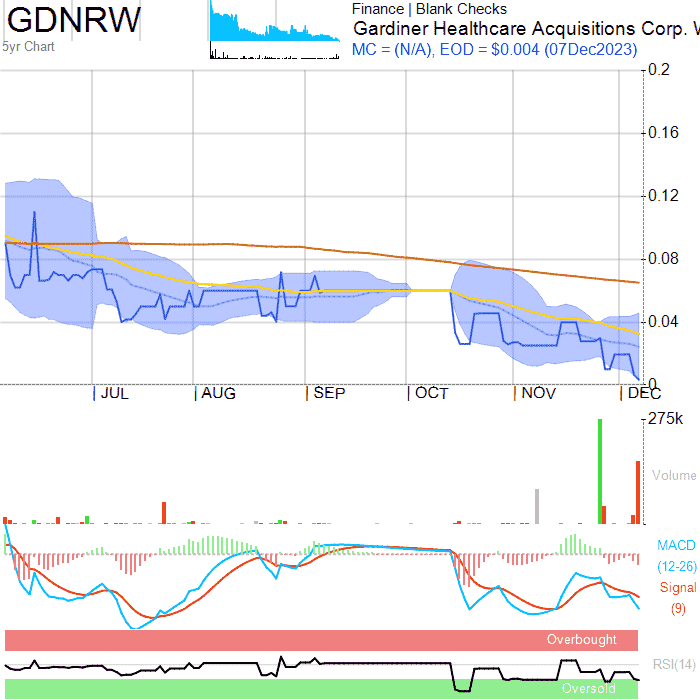 GDNRW
5yr Chart
Finance | Blank Checks
Gardiner Healthcare Acquisitions Corp. W
MC = (N/A), EOD = $0.004 (07Dec2023)
0.2
0.16
0.12
0.08
0.04
0
JUL AUG SEP OCT NOV DEC
275k
Volume
MACD
(12-26)
Signal
(9)
Overbought
RSI(14)
Oversold